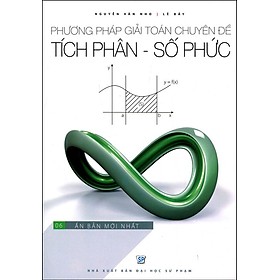 NGUYỄN VĂN NHO | LÊ BẢY
PHƯƠNG PHÁP GIẢI TOÁN CHUYÊN ĐỀ
TÍCH PHÂN - SỐ PHỨC
y
y = f(x)
a
b
x
06
ẤN BẢN MỚI NHẤT
NHÀ XUẤT BẢN ĐẠI HỌC SƯ PHẠM